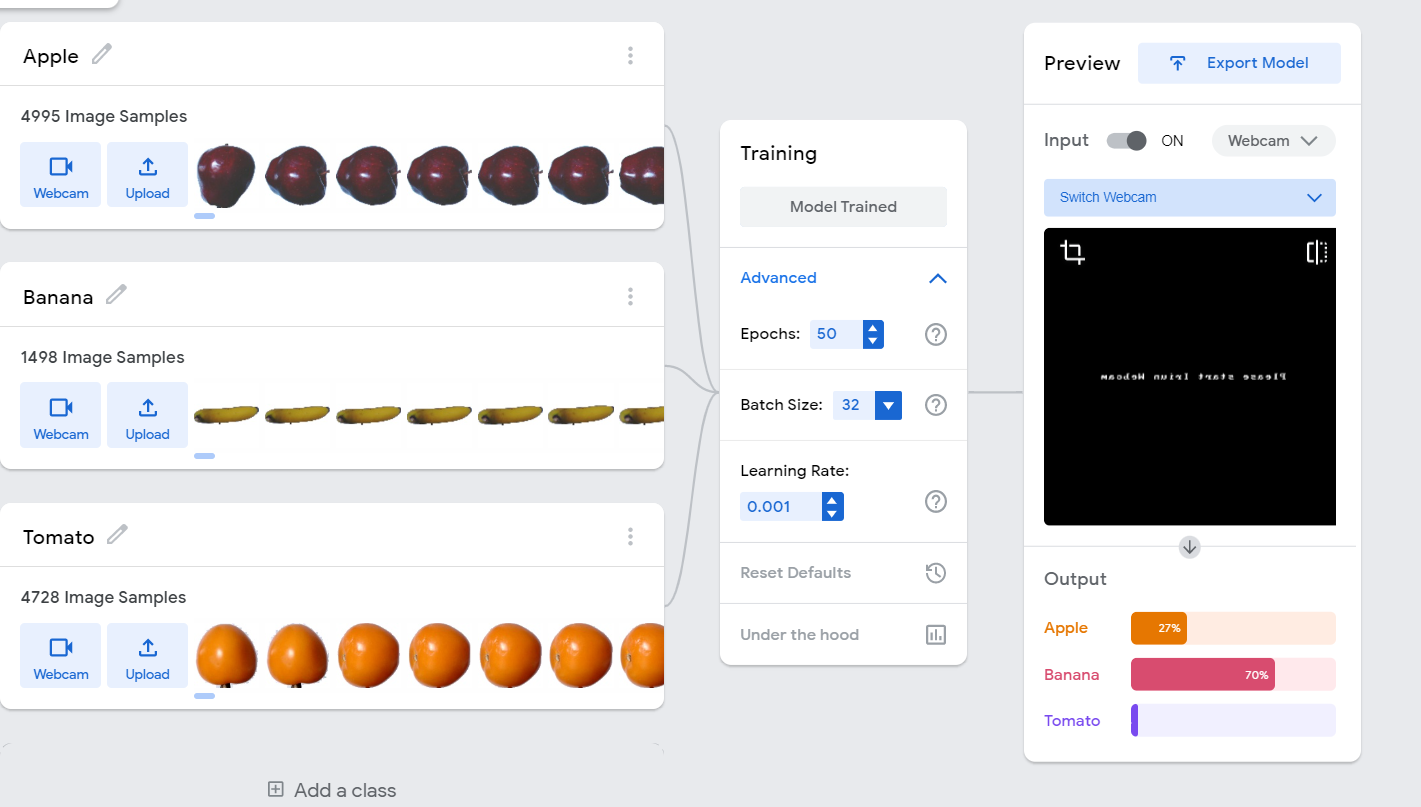 Apple
4995 Image Samples
Webcam
Upload
Banana
1498 Image Samples
Webcam
Upload
Tomato
4728 Image Samples
Webcam
Upload
Add a class
Training
Model Trained
Advanced
Epochs: 50
Batch Size: 32
Learning Rate:
0.001
Reset Defaults
Under the hood
Preview
Export Model
Input ON Webcam
Switch Webcam
Please start Iriun Webcam
Output
Apple 27%
Banana 70%
Tomato